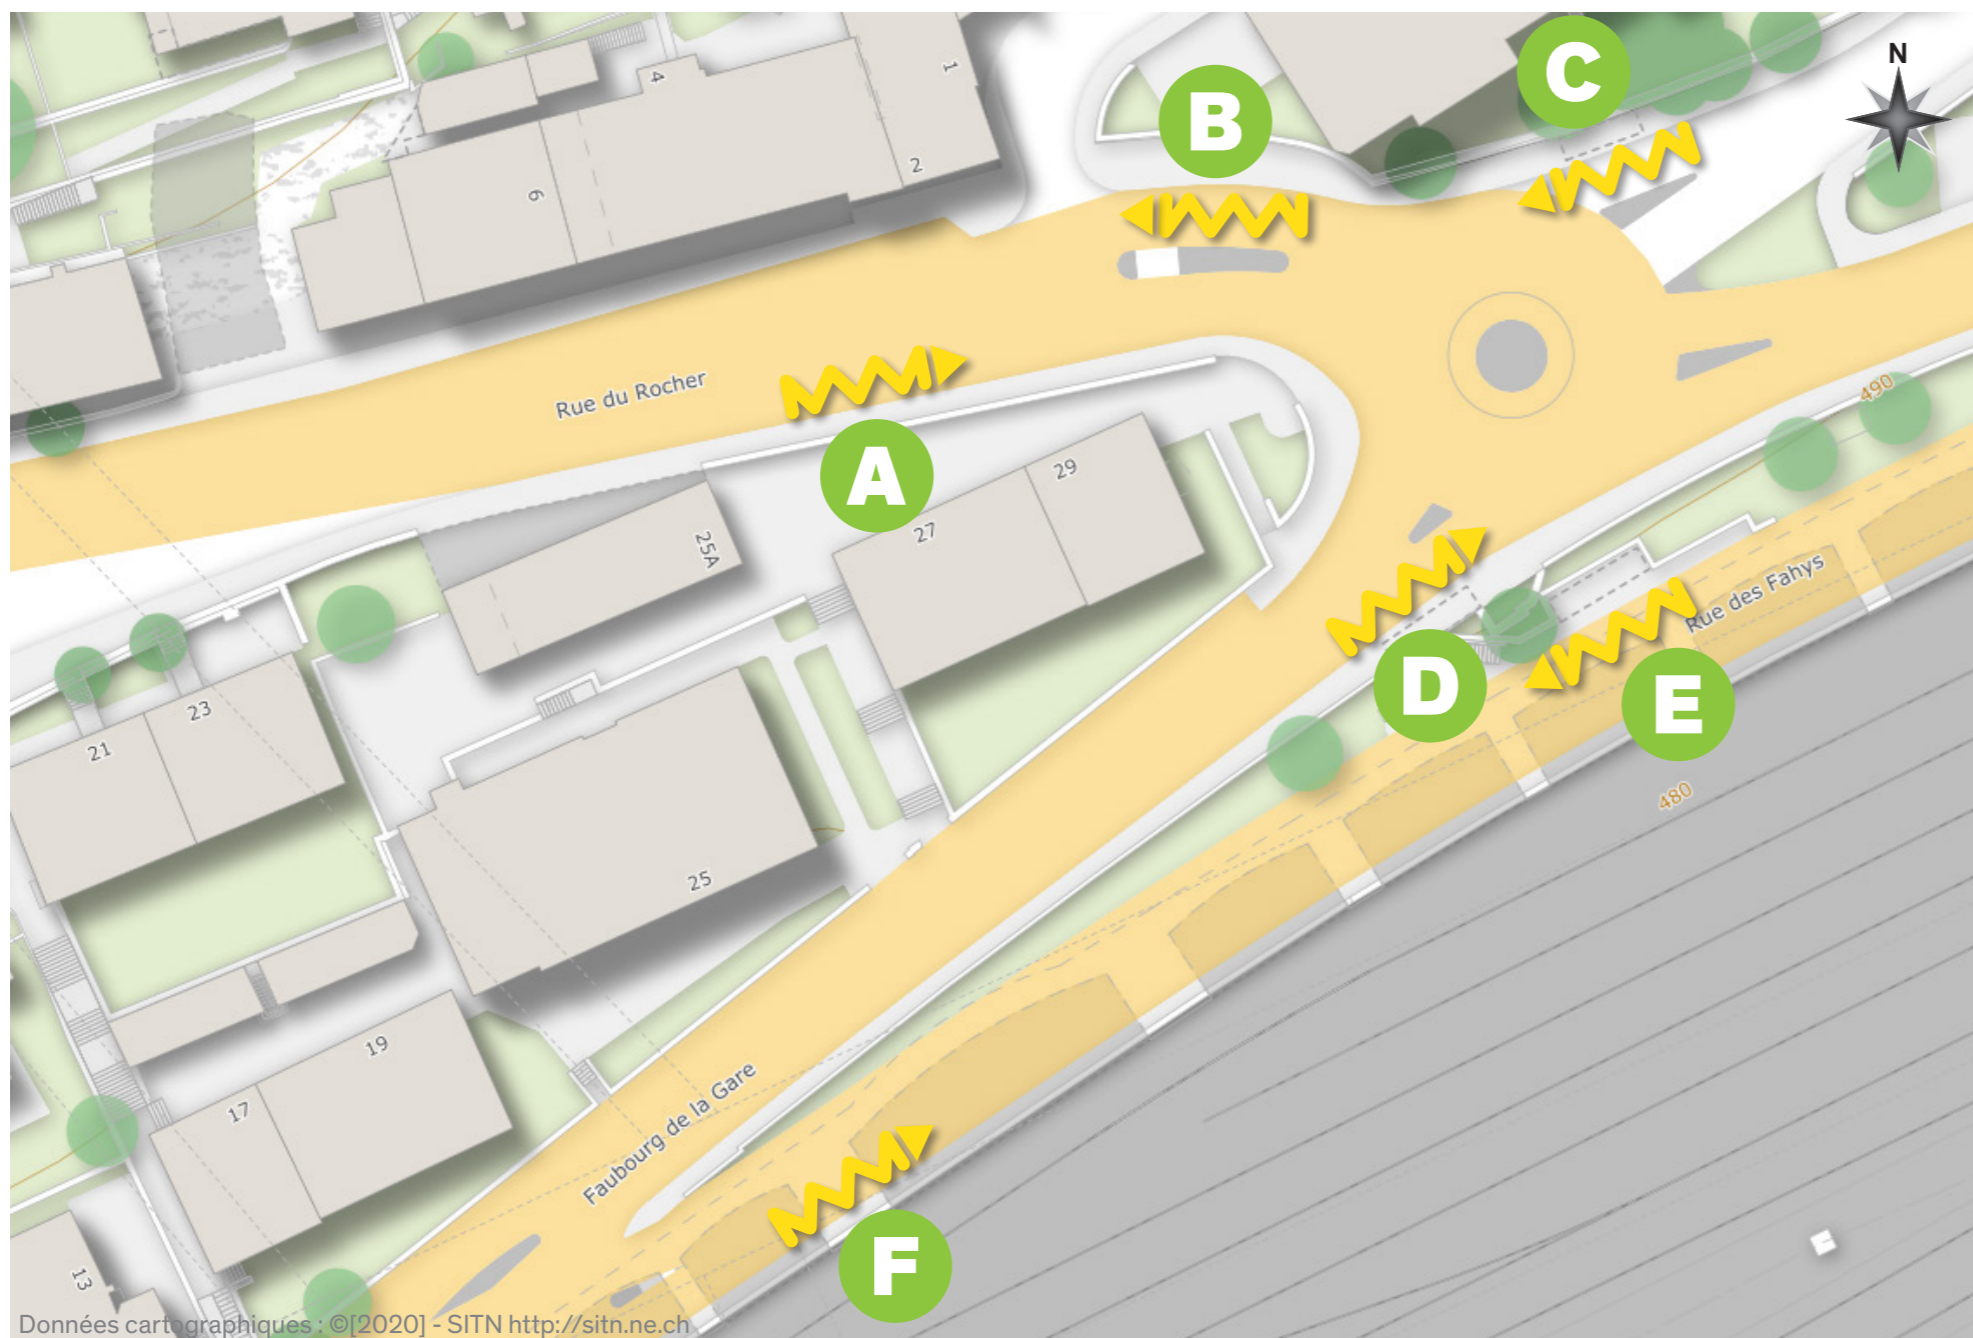 N
C
B
1
4
2
6
Rue du Rocher
A
490
29
27
25A
Rue des Fahys
D
E
23
21
480
25
19
17
Faubourg de la Gare
F
13
Données cartographiques : ©[2020] - SITN http://sitn.ne.ch